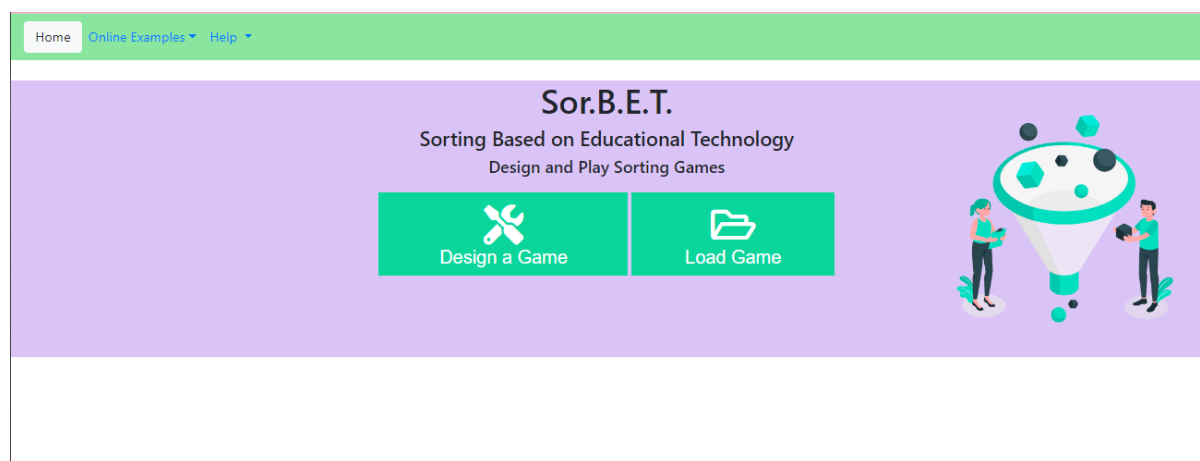 Home Online Examples Help
Sor.B.E.T.
Sorting Based on Educational Technology
Design and Play Sorting Games
Design a Game Load Game